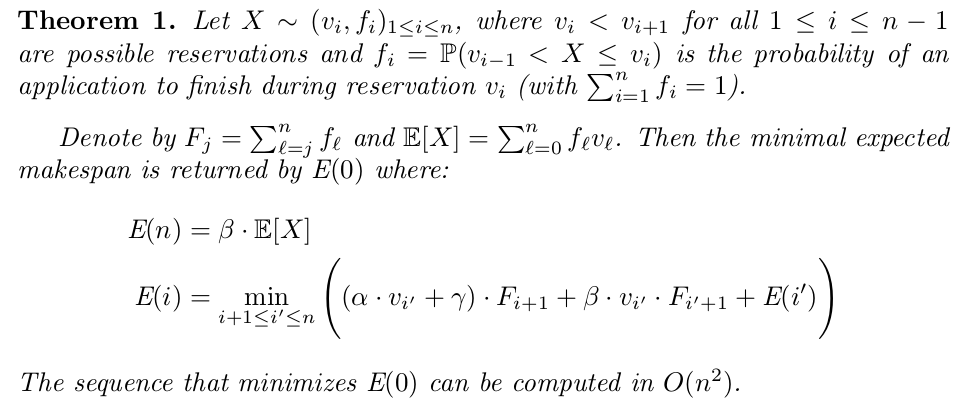 Theorem 1. Let X ∼ (v_i, f_i)_{1≤i≤n}, where v_i < v_{i+1} for all 1 ≤ i ≤ n − 1
are possible reservations and f_i = ℙ(v_{i−1} < X ≤ v_i) is the probability of an
application to finish during reservation v_i (with ∑_{i=1}^{n} f_i = 1).
Denote by F_j = ∑_{ℓ=j}^{n} f_ℓ and 𝔼[X] = ∑_{ℓ=0}^{n} f_ℓ v_ℓ. Then the minimal expected
makespan is returned by E(0) where:
E(n) = β · 𝔼[X]
E(i) = min_{i+1≤i′≤n} ((α · v_{i′} + γ) · F_{i+1} + β · v_{i′} · F_{i′+1} + E(i′))
The sequence that minimizes E(0) can be computed in O(n²).